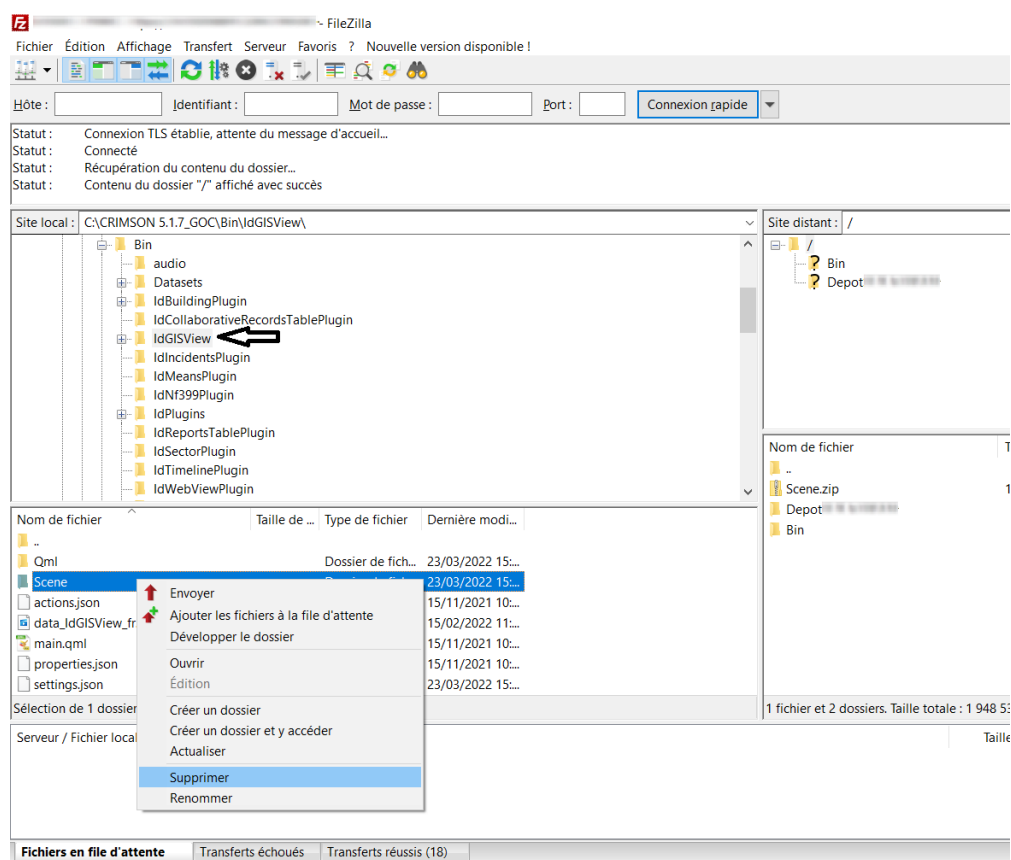 - FileZilla
Fichier Édition Affichage Transfert Serveur Favoris ? Nouvelle version disponible !
Hôte : Identifiant : Mot de passe : Port : Connexion rapide
Statut : Connexion TLS établie, attente du message d'accueil...
Statut : Connecté
Statut : Récupération du contenu du dossier...
Statut : Contenu du dossier "/" affiché avec succès
Site local : C:\CRIMSON 5.1.7_GOC\Bin\IdGISView\
Bin
audio
Datasets
IdBuildingPlugin
IdCollaborativeRecordsTablePlugin
IdGISView
IdIncidentsPlugin
IdMeansPlugin
IdNf399Plugin
IdPlugins
IdReportsTablePlugin
IdSectorPlugin
IdTimelinePlugin
IdWebViewPlugin
Site distant : /
/
? Bin
? Depot
Nom de fichier Taille de ... Type de fichier Dernière modi...
..
Qml Dossier de fich... 23/03/2022 15:...
Scene 23/03/2022 15:...
actions.json 15/11/2021 10:...
data_IdGISView_fr 15/02/2022 11:...
main.qml 15/11/2021 10:...
properties.json 15/11/2021 10:...
settings.json 23/03/2022 15:...
Sélection de 1 dossier
Envoyer
Ajouter les fichiers à la file d'attente
Développer le dossier
Ouvrir
Édition
Créer un dossier
Créer un dossier et y accéder
Actualiser
Supprimer
Renommer
Nom de fichier T
..
Scene.zip 1
Depot
Bin
1 fichier et 2 dossiers. Taille totale : 1 948 53
Serveur / Fichier local Taille
Fichiers en file d'attente Transferts échoués Transferts réussis (18)